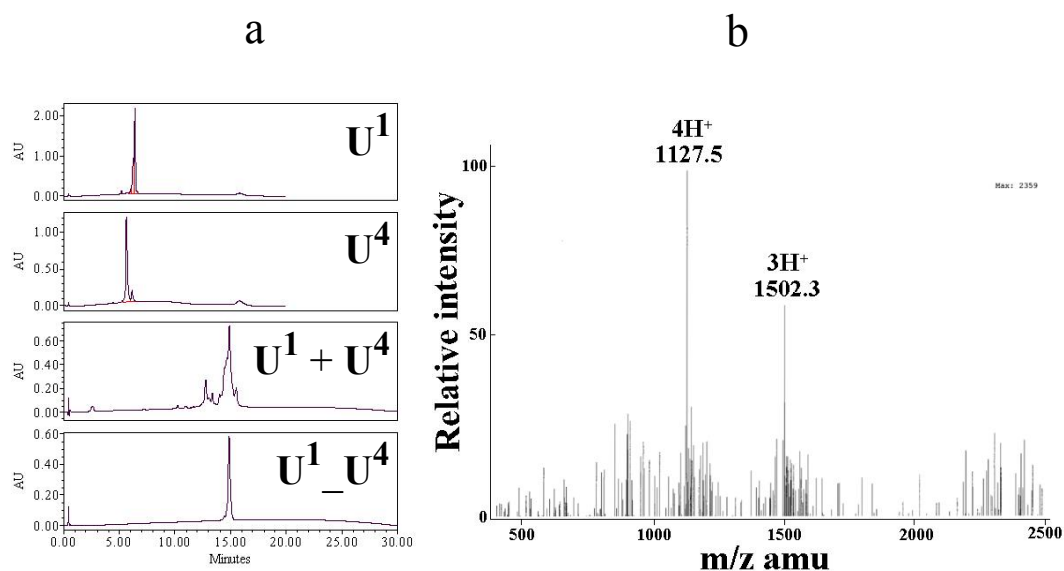 a
b
2.00
1.00
0.00
AU
U¹
1.00
0.50
0.00
AU
U⁴
0.60
0.40
0.20
0.00
AU
U¹ + U⁴
0.60
0.40
0.20
0.00
AU
U¹_U⁴
0.00 5.00 10.00 15.00 20.00 25.00 30.00
Minutes
4H⁺
1127.5
3H⁺
1502.3
Max: 2359
100
50
0
Relative intensity
500 1000 1500 2000 2500
m/z amu